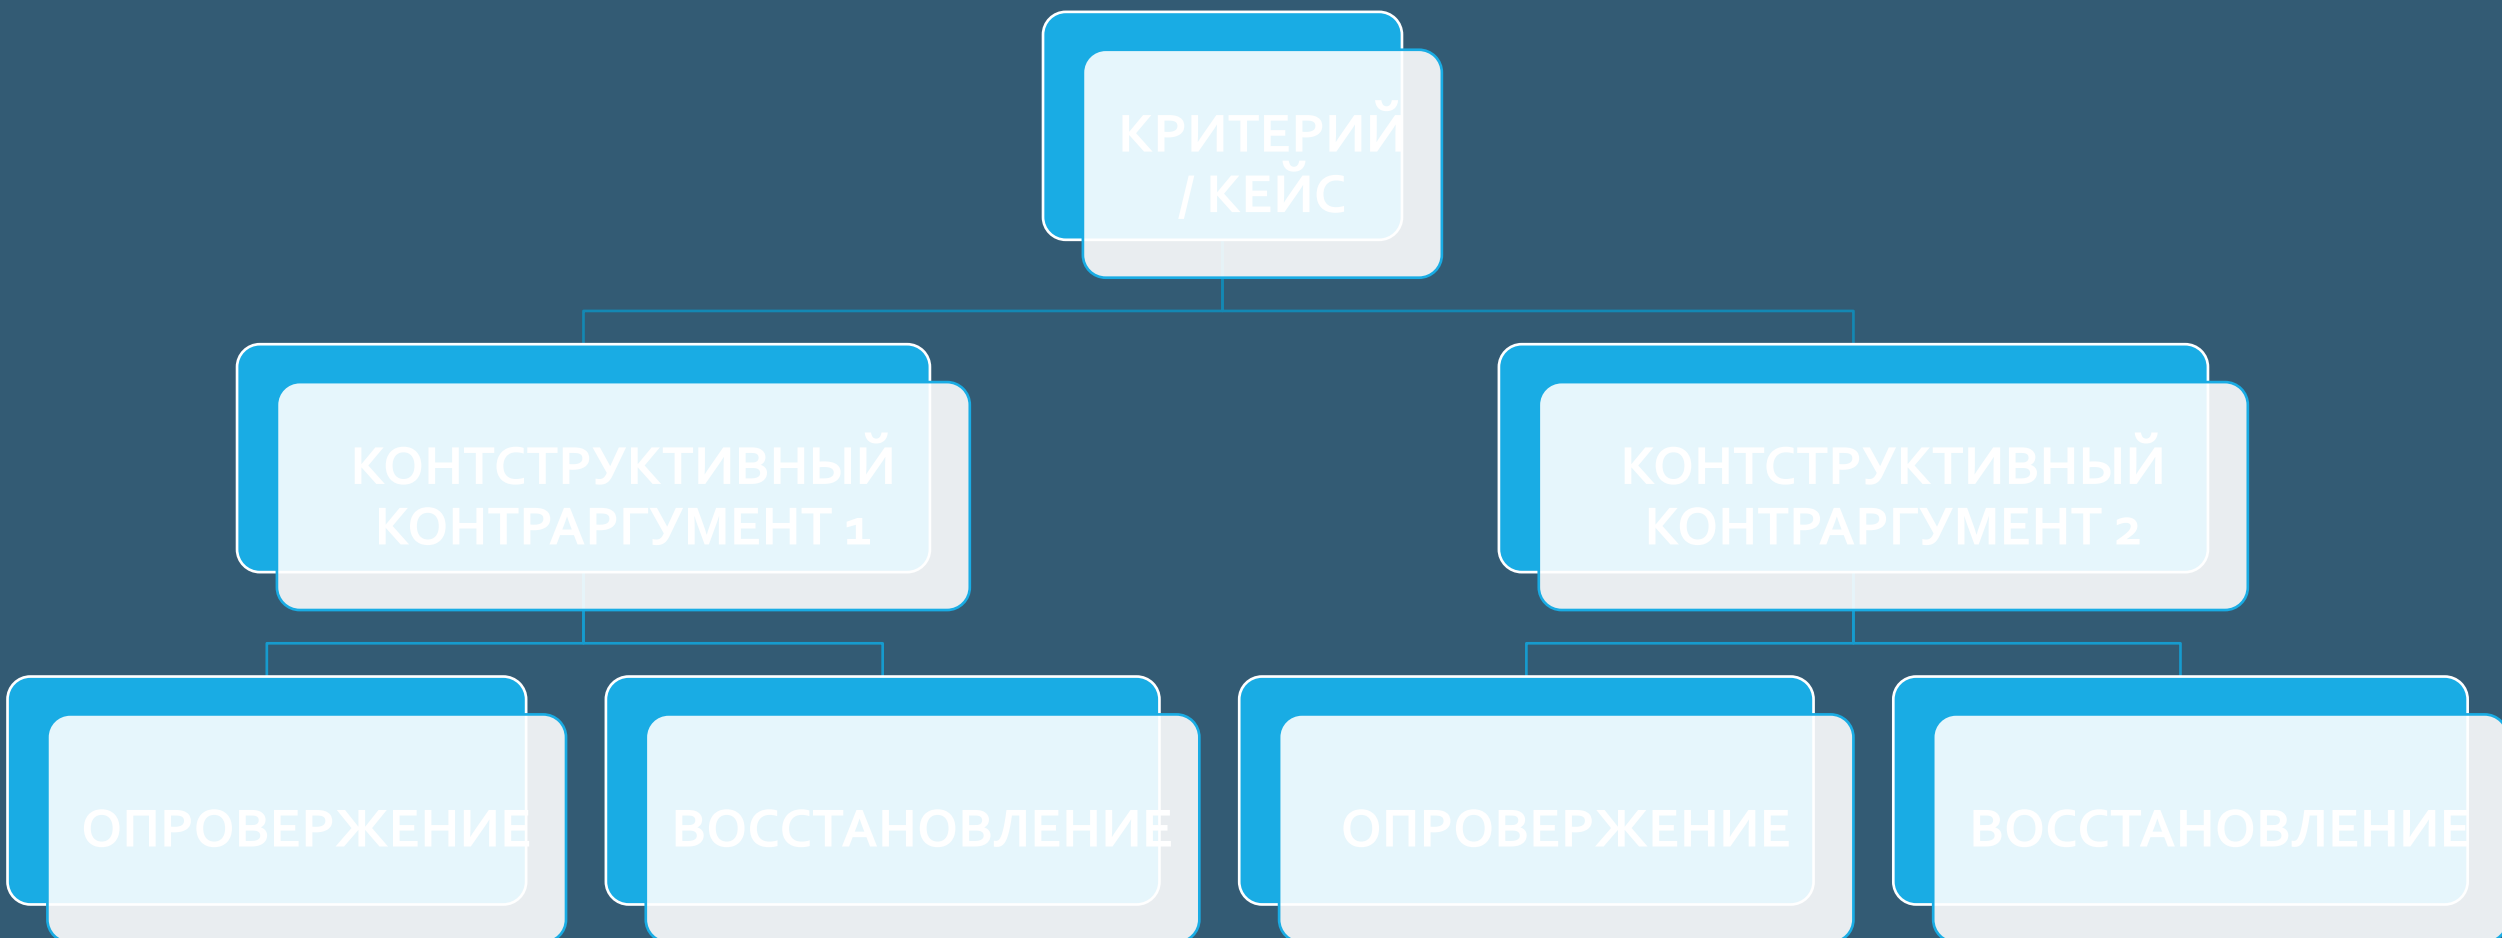 КРИТЕРИЙ
/ КЕЙС
КОНТСТРУКТИВНЫЙ
КОНТРАРГУМЕНТ 1
КОНТСТРУКТИВНЫЙ
КОНТРАРГУМЕНТ 2
ОПРОВЕРЖЕНИЕ
ВОССТАНОВЛЕНИЕ
ОПРОВЕРЖЕНИЕ
ВОССТАНОВЛЕНИЕ